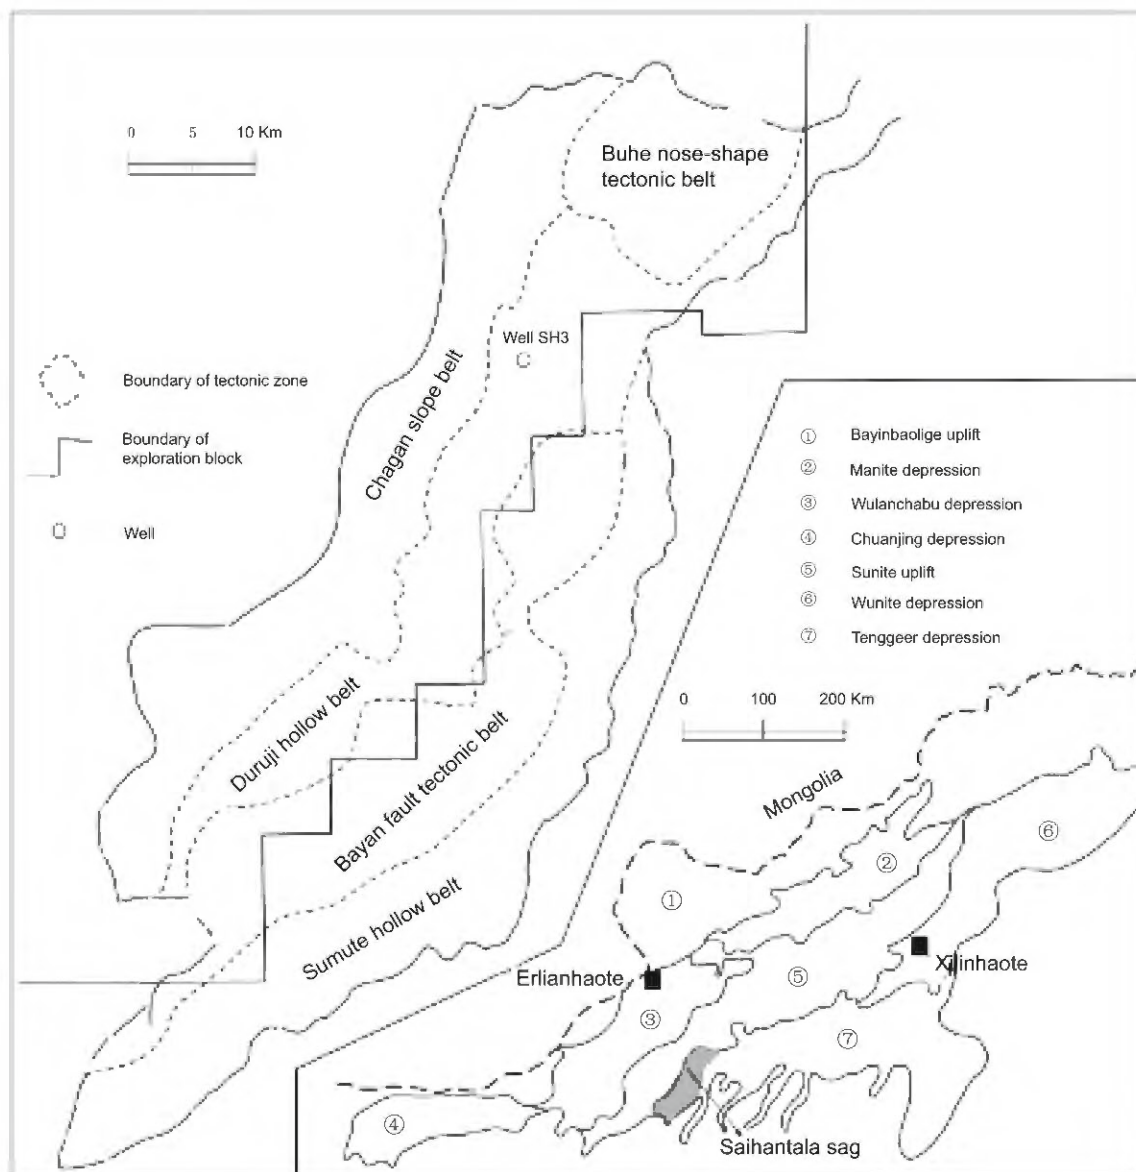 0 5 10 Km
Buhe nose-shape
tectonic belt
Well SH3
Chagan slope belt
Boundary of tectonic zone
Boundary of
exploration block
Well
① Bayinbaolige uplift
② Manite depression
③ Wulanchabu depression
④ Chuanjing depression
⑤ Sunite uplift
⑥ Wunite depression
⑦ Tenggeer depression
0 100 200 Km
Duruji hollow belt
Bayan fault tectonic belt
Sumute hollow belt
Mongolia
⑥
②
①
Xilinhaote
Erlianhaote
⑤
③
⑦
④
Saihantala sag